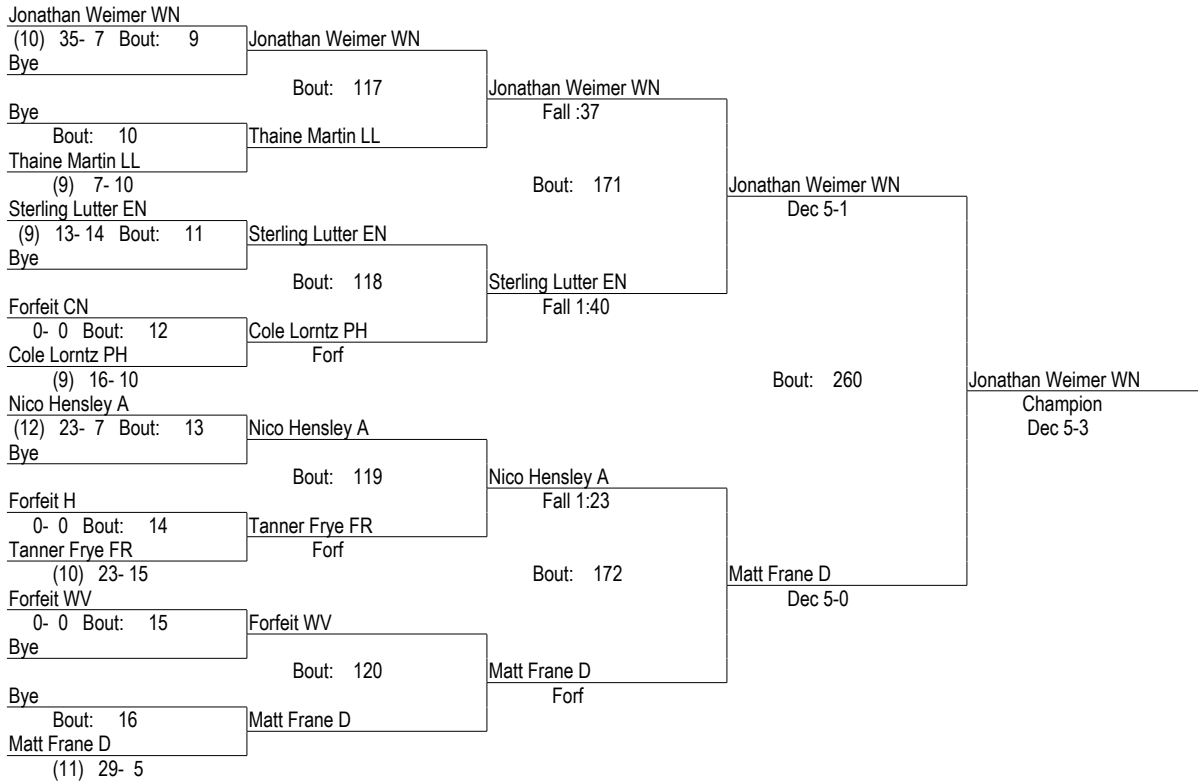 Jonathan Weimer WN
(10) 35- 7 Bout: 9
Bye
Jonathan Weimer WN
Bout: 117
Bye
Bout: 10
Thaine Martin LL
(9) 7- 10
Thaine Martin LL
Jonathan Weimer WN
Fall :37
Bout: 171
Sterling Lutter EN
(9) 13- 14 Bout: 11
Bye
Sterling Lutter EN
Bout: 118
Forfeit CN
0- 0 Bout: 12
Cole Lorntz PH
(9) 16- 10
Cole Lorntz PH
Forf
Sterling Lutter EN
Fall 1:40
Jonathan Weimer WN
Dec 5-1
Bout: 260
Nico Hensley A
(12) 23- 7 Bout: 13
Bye
Nico Hensley A
Bout: 119
Forfeit H
0- 0 Bout: 14
Tanner Frye FR
(10) 23- 15
Tanner Frye FR
Forf
Nico Hensley A
Fall 1:23
Bout: 172
Forfeit WV
0- 0 Bout: 15
Bye
Forfeit WV
Bout: 120
Bye
Bout: 16
Matt Frane D
(11) 29- 5
Matt Frane D
Matt Frane D
Forf
Matt Frane D
Dec 5-0
Jonathan Weimer WN
Champion
Dec 5-3